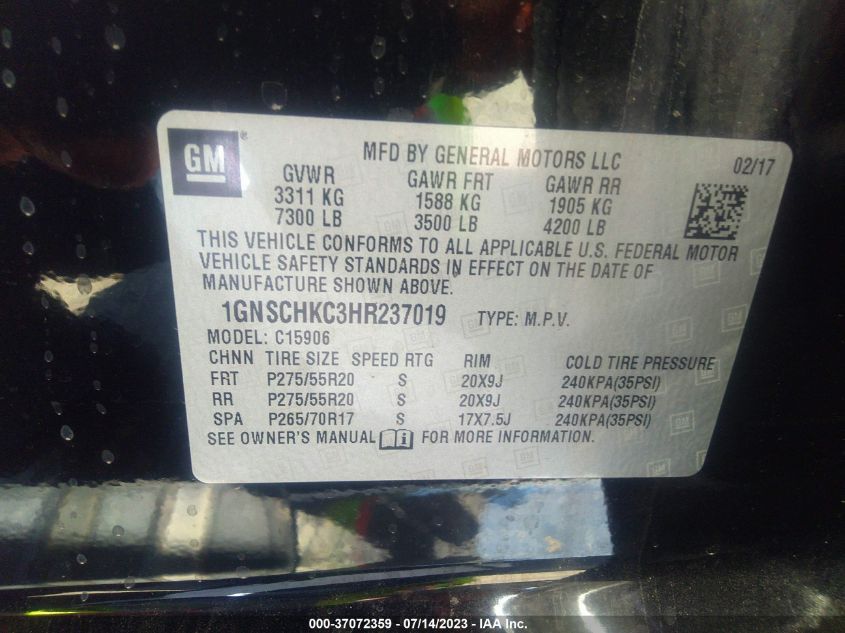 GM ®
MFD BY GENERAL MOTORS LLC 02/17
GVWR GAWR FRT GAWR RR
3311 KG 1588 KG 1905 KG
7300 LB 3500 LB 4200 LB
THIS VEHICLE CONFORMS TO ALL APPLICABLE U.S. FEDERAL MOTOR
VEHICLE SAFETY STANDARDS IN EFFECT ON THE DATE OF
MANUFACTURE SHOWN ABOVE.
1GNSCHKC3HR237019 TYPE: M.P.V.
MODEL: C15906
CHNN TIRE SIZE SPEED RTG RIM COLD TIRE PRESSURE
FRT P275/55R20 S 20X9J 240KPA(35PSI)
RR P275/55R20 S 20X9J 240KPA(35PSI)
SPA P265/70R17 S 17X7.5J 240KPA(35PSI)
SEE OWNER'S MANUAL i FOR MORE INFORMATION.
000-37072359 - 07/14/2023 - IAA Inc.